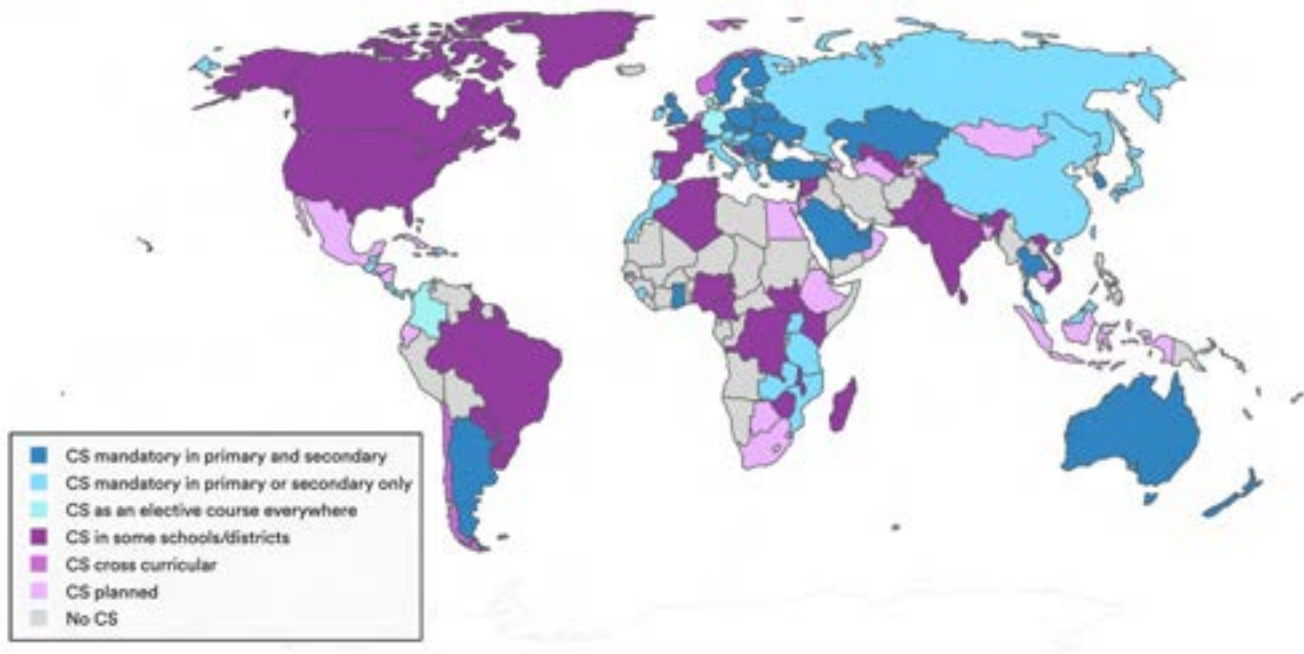 CS mandatory in primary and secondary
CS mandatory in primary or secondary only
CS as an elective course everywhere
CS in some schools/districts
CS cross curricular
CS planned
No CS